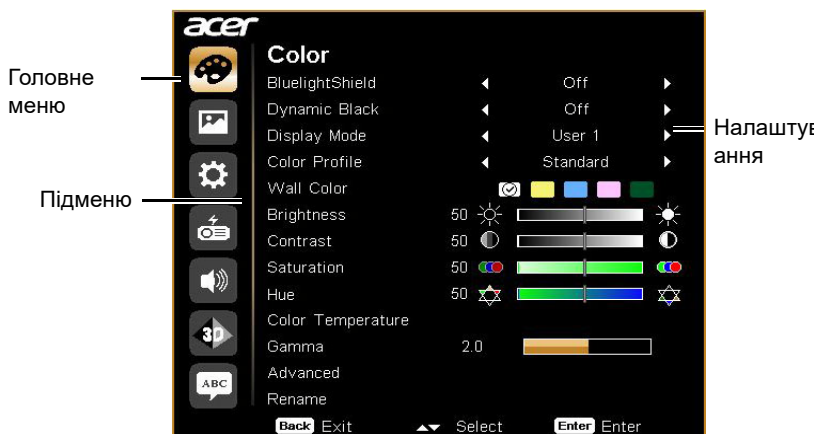 acer
Color
Головне
меню
BluelightShield Off
Dynamic Black Off
Display Mode User 1
Налаштув
ання
Color Profile Standard
Wall Color
Підменю
Brightness 50
Contrast 50
Saturation 50
Hue 50
Color Temperature
3D
Gamma 2.0
Advanced
ABC
Rename
Back Exit Select Enter Enter